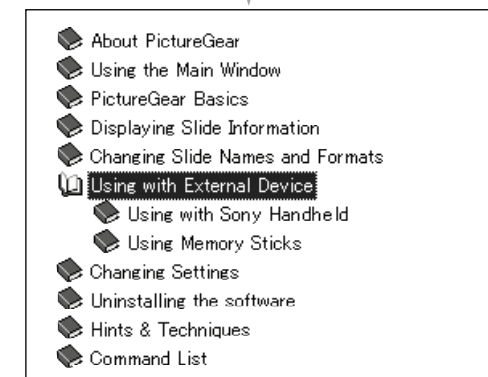 About PictureGear
Using the Main Window
PictureGear Basics
Displaying Slide Information
Changing Slide Names and Formats
Using with External Device
Using with Sony Handheld
Using Memory Sticks
Changing Settings
Uninstalling the software
Hints & Techniques
Command List